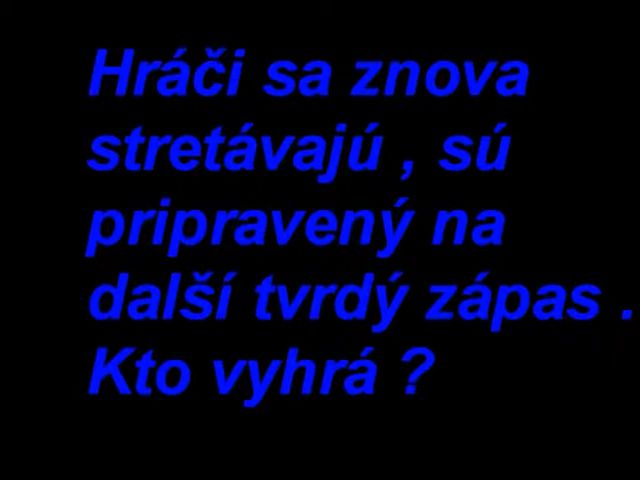 Hráči sa znova
stretávajú , sú
pripravený na
další tvrdý zápas .
Kto vyhrá ?